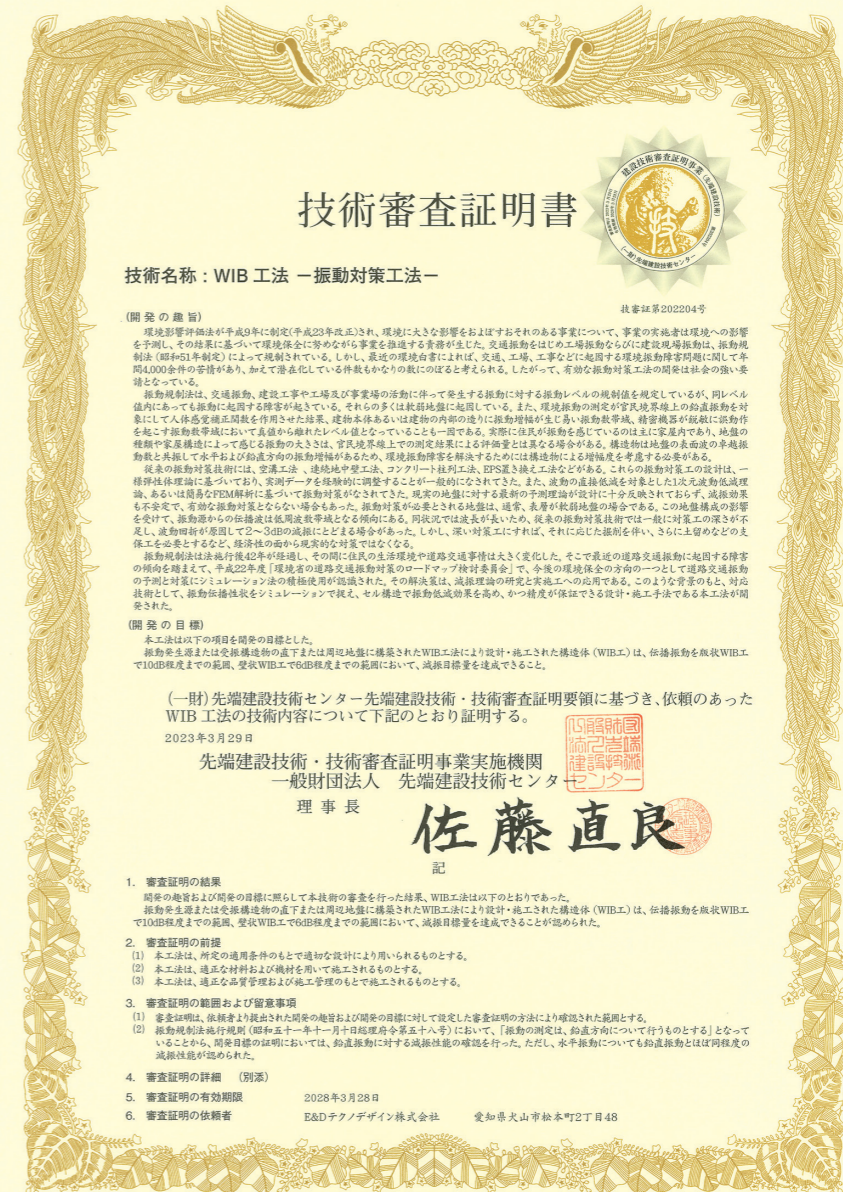 建設技術審査証明事業(先端建設技術)
(一財)先端建設技術センター
技術審査証明書
技術名称：WIB 工法 －振動対策工法－
技審証第202204号
(開発の趣旨)
環境影響評価法が平成9年に制定(平成23年改正)され、環境に大きな影響をおよぼすおそれのある事業について、事業の実施者は環境への影響
を予測し、その結果に基づいて環境保全に努めながら事業を推進する責務が生じた。交通振動をはじめ工場振動ならびに建設現場振動は、振動規
制法（昭和51年制定）によって規制されている。しかし、最近の環境白書によれば、交通、工場、工事などに起因する環境振動障害問題に関して年
間4,000余件の苦情があり、加えて潜在化している件数もかなりの数にのぼると考えられる。したがって、有効な振動対策工の開発は社会の強い要
請となっている。
振動規制法は、交通振動、建設工事や工場及び事業場の活動に伴って発生する振動に対する振動レベルの規制値を規定しているが、同レベル
値内にあっても振動に起因する障害が起きている。それらの多くは軟弱地盤に起因している。また、環境振動の測定が官民境界線上の鉛直振動を対
象にして人体感覚補正関数を作用させた結果、建物本体あるいは建物の内部の造りに振動増幅が生じ易い振動数帯域、精密機器が鋭敏に誤動作
を起こす振動数帯域において真値から離れたレベル値となっていることも一因である。実際に住民が振動を感じているのは主に家屋内であり、地盤の
種類や家屋構造によって感じる振動の大きさは、官民境界線上での測定結果による評価量とは異なる場合がある。構造物は地盤の表面波の卓越振
動数と共振して水平および鉛直方向の振動増幅があるため、環境振動障害を解決するためには構造物による増幅度を考慮する必要がある。
従来の振動対策技術には、空溝工法、連続地中壁工法、コンクリート柱列工法、EPS置き換え工法などがある。これらの振動対策工の設計は、一
様弾性体理論に基づいており、実測データを経験的に調整することが一般的になされてきた。また、波動の直接低減を対象とした1次元波動低減理
論、あるいは簡易なFEM解析に基づいて振動対策がなされてきた。現実の地盤に対する最新の予測理論が設計に十分反映されておらず、減振効果
も不安定で、有効な振動対策とならない場合もあった。振動対策が必要とされる地盤は、通常、表層が軟弱地盤の場合である。この地盤構成の影響
を受けて、振動源からの伝播波は低周波数帯域となる傾向にある。同状況では波長が長いため、従来の振動対策技術では一般に対策工の深さが不
足し、波動回折が原因して2～3dBの減振にとどまる場合があった。しかし、深い対策工にすれば、それに応じた掘削を伴い、さらに土留めなどの支
保工を必要とするなど、経済性の面から現実的な対策ではなくなる。
振動規制法は法施行後42年が経過し、その間に住民の生活環境や道路交通事情は大きく変化した。そこで最近の道路交通振動に起因する障害
の傾向を踏まえて、平成22年度「環境省の道路交通振動対策のロードマップ検討委員会」で、今後の環境保全の方向の一つとして道路交通振動
の予測と対策にシミュレーション法の積極使用が認識された。その解決策は、減振理論の研究と実施工への応用である。このような背景のもと、対応
技術として、振動伝播性状をシミュレーションで捉え、セル構造で振動低減効果を高め、かつ精度が保証できる設計・施工手法である本工法が開
発された。
(開発の目標)
本工法は以下の項目を開発の目標とした。
振動発生源または受振構造物の直下または周辺地盤に構築されたWIB工法により設計・施工された構造体（WIB工）は、伝播振動を版状WIB工
で10dB程度までの範囲、壁状WIB工で6dB程度までの範囲において、減振目標量を達成できること。
(一財)先端建設技術センター先端建設技術・技術審査証明要領に基づき、依頼のあった
WIB 工法の技術内容について下記のとおり証明する。
2023年3月29日
先端建設技術・技術審査証明事業実施機関
一般財団法人　先端建設技術センター
理 事 長
佐藤直良
記
1. 審査証明の結果
開発の趣旨および開発の目標に照らして本技術の審査を行った結果、WIB工法は以下のとおりであった。
振動発生源または受振構造物の直下または周辺地盤に構築されたWIB工法により設計・施工された構造体（WIB工）は、伝播振動を版状WIB工
で10dB程度までの範囲、壁状WIB工で6dB程度までの範囲において、減振目標量を達成できることが認められた。
2. 審査証明の前提
(1) 本工法は、所定の適用条件のもとで適切な設計により用いられるものとする。
(2) 本工法は、適正な材料および機材を用いて施工されるものとする。
(3) 本工法は、適正な品質管理および施工管理のもとで施工されるものとする。
3. 審査証明の範囲および留意事項
(1) 審査証明は、依頼者より提出された開発の趣旨および開発の目標に対して設定した審査証明の方法により確認された範囲とする。
(2) 振動規制法施行規則（昭和五十一年十一月十日総理府令第五十八号）において、「振動の測定は、鉛直方向について行うものとする」となって
いることから、開発目標の証明においては、鉛直振動に対する減振性能の確認を行った。ただし、水平振動についても鉛直振動とほぼ同程度の
減振性能が認められた。
4. 審査証明の詳細　（別添）
5. 審査証明の有効期限　2028年3月28日
6. 審査証明の依頼者　E&Dテクノデザイン株式会社　愛知県犬山市松本町2丁目48